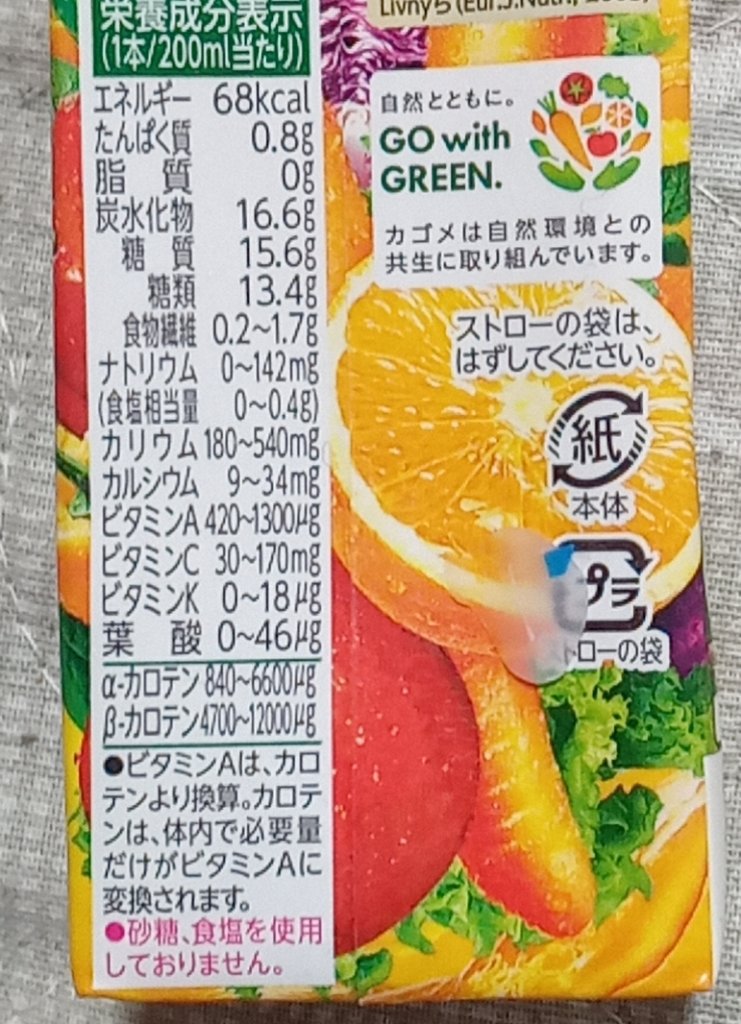 栄養成分表示
(1本/200ml当たり)
エネルギー 68kcal
たんぱく質 0.8g
脂質 0g
炭水化物 16.6g
糖質 15.6g
糖類 13.4g
食物繊維 0.2~1.7g
ナトリウム 0~142mg
(食塩相当量 0~0.4g)
カリウム 180~540mg
カルシウム 9~34mg
ビタミンA 420~1300μg
ビタミンC 30~170mg
ビタミンK 0~18μg
葉酸 0~46μg
α-カロテン 840~6600μg
β-カロテン 4700~12000μg
●ビタミンAは、カロ
テンより換算。カロテ
ンは、体内で必要量
だけがビタミンAに
変換されます。
●砂糖、食塩を使用
しておりません。
Livnyら(Eur.J.Nutr.,
自然とともに。
GO with
GREEN.
カゴメは自然環境との
共生に取り組んでいます。
ストローの袋は、
はずしてください。
紙
本体
プラ
ローの袋